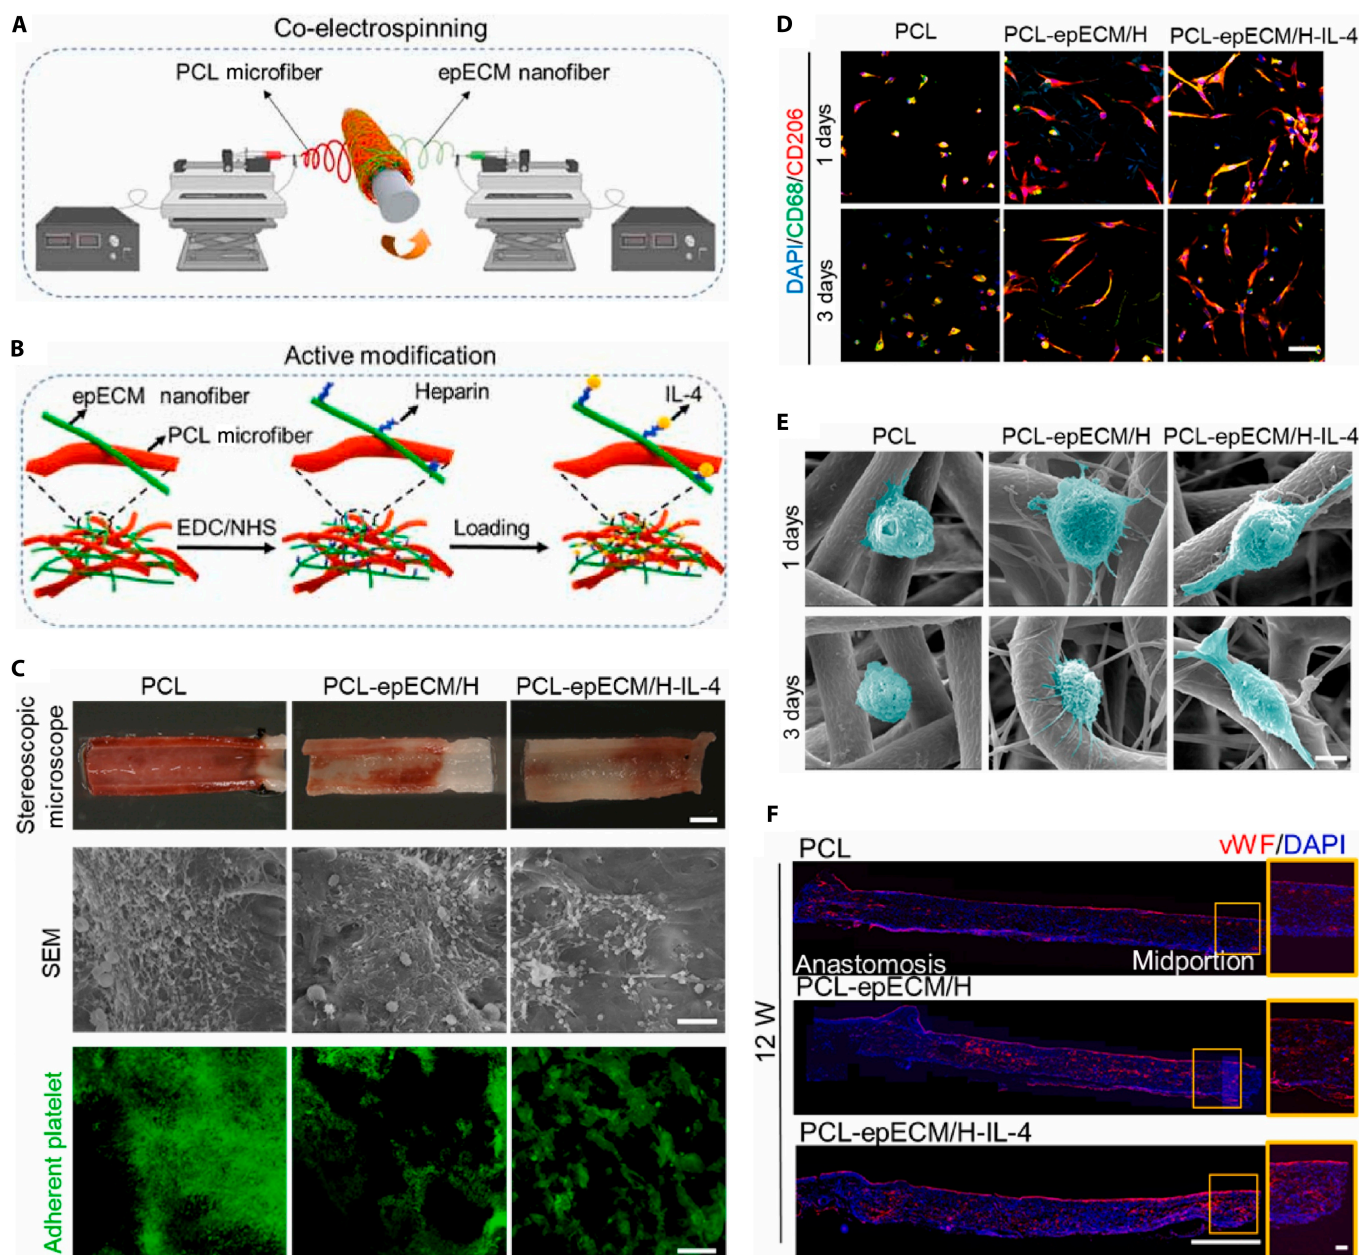 A
Co-electrospinning
PCL microfiber
epECM nanofiber
B
Active modification
epECM nanofiber
PCL microfiber
Heparin
IL-4
EDC/NHS
Loading
C
PCL
PCL-epECM/H
PCL-epECM/H-IL-4
Stereoscopic
microscope
SEM
Adherent platelet
D
PCL
PCL-epECM/H
PCL-epECM/H-IL-4
DAPI/CD68/CD206
1 days
3 days
E
PCL
PCL-epECM/H
PCL-epECM/H-IL-4
1 days
3 days
F
PCL
vWF/DAPI
Anastomosis
Midportion
PCL-epECM/H
12 W
PCL-epECM/H-IL-4